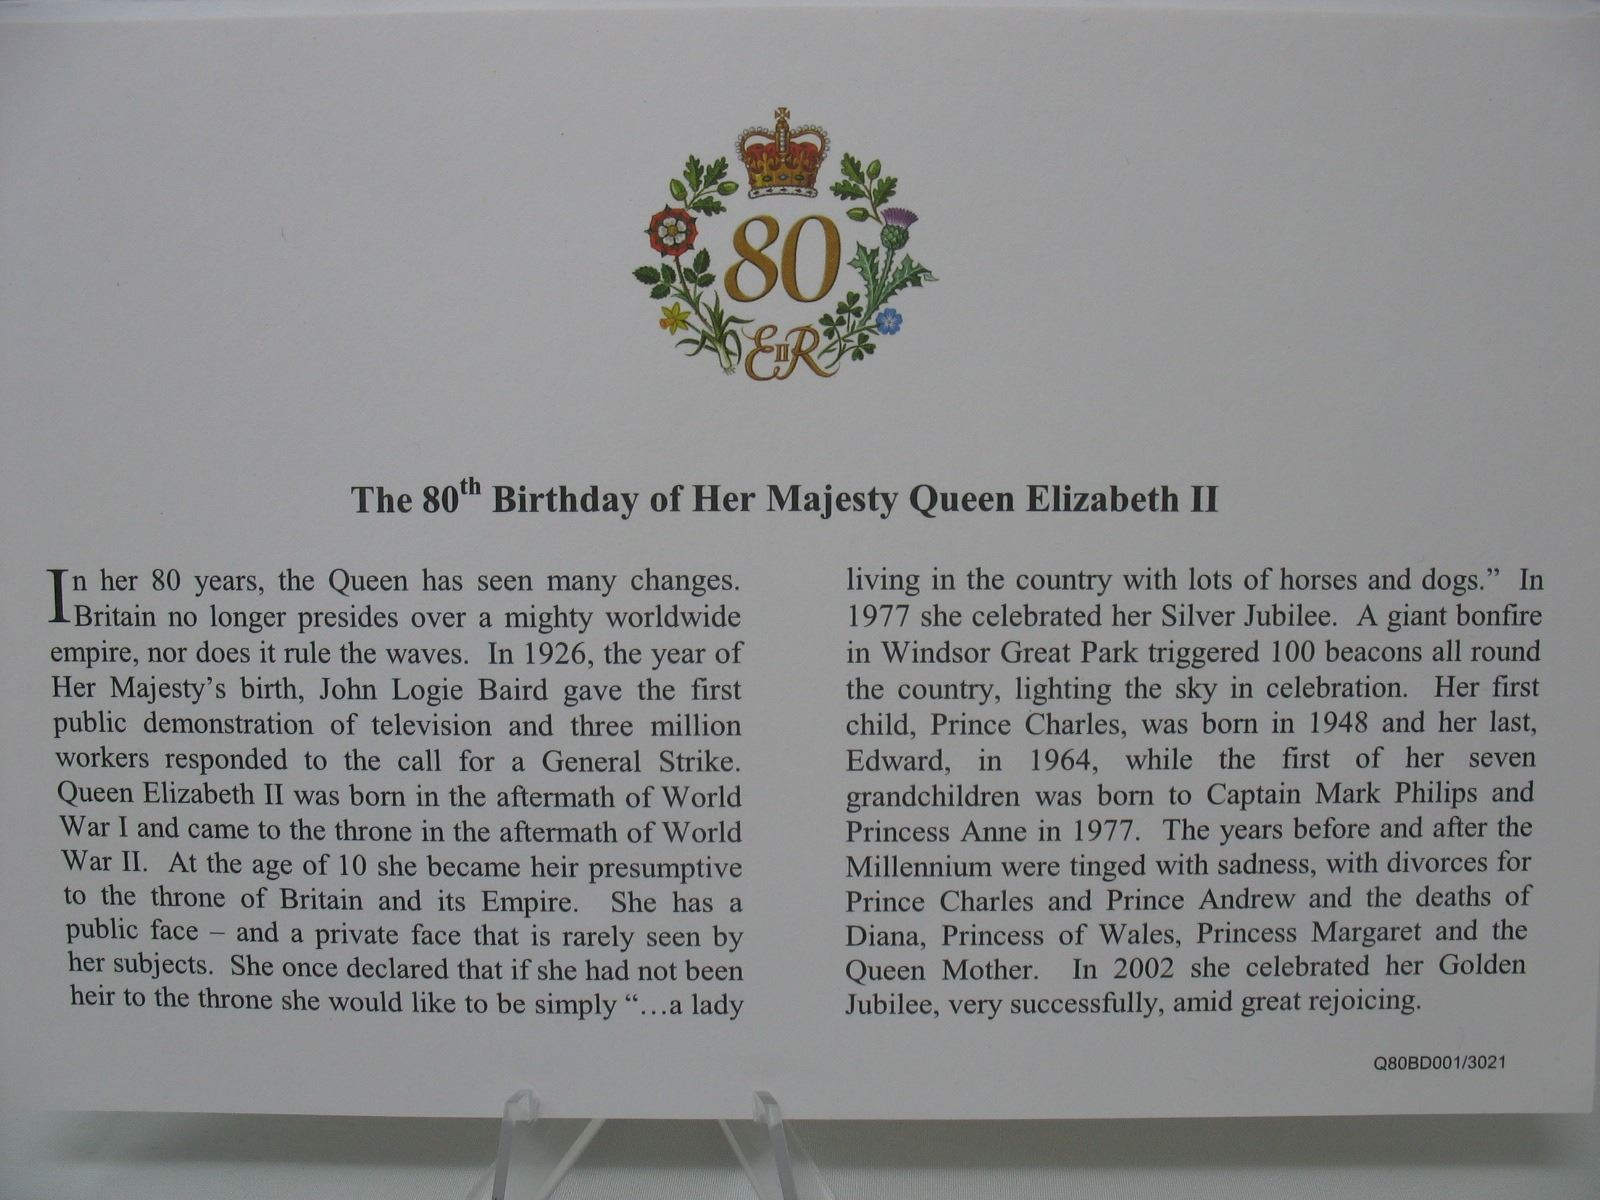 80
EIIR
The 80th Birthday of Her Majesty Queen Elizabeth II
In her 80 years, the Queen has seen many changes.
Britain no longer presides over a mighty worldwide
empire, nor does it rule the waves. In 1926, the year of
Her Majesty's birth, John Logie Baird gave the first
public demonstration of television and three million
workers responded to the call for a General Strike.
Queen Elizabeth II was born in the aftermath of World
War I and came to the throne in the aftermath of World
War II. At the age of 10 she became heir presumptive
to the throne of Britain and its Empire. She has a
public face – and a private face that is rarely seen by
her subjects. She once declared that if she had not been
heir to the throne she would like to be simply “…a lady
living in the country with lots of horses and dogs.” In
1977 she celebrated her Silver Jubilee. A giant bonfire
in Windsor Great Park triggered 100 beacons all round
the country, lighting the sky in celebration. Her first
child, Prince Charles, was born in 1948 and her last,
Edward, in 1964, while the first of her seven
grandchildren was born to Captain Mark Philips and
Princess Anne in 1977. The years before and after the
Millennium were tinged with sadness, with divorces for
Prince Charles and Prince Andrew and the deaths of
Diana, Princess of Wales, Princess Margaret and the
Queen Mother. In 2002 she celebrated her Golden
Jubilee, very successfully, amid great rejoicing.
Q80BD001/3021